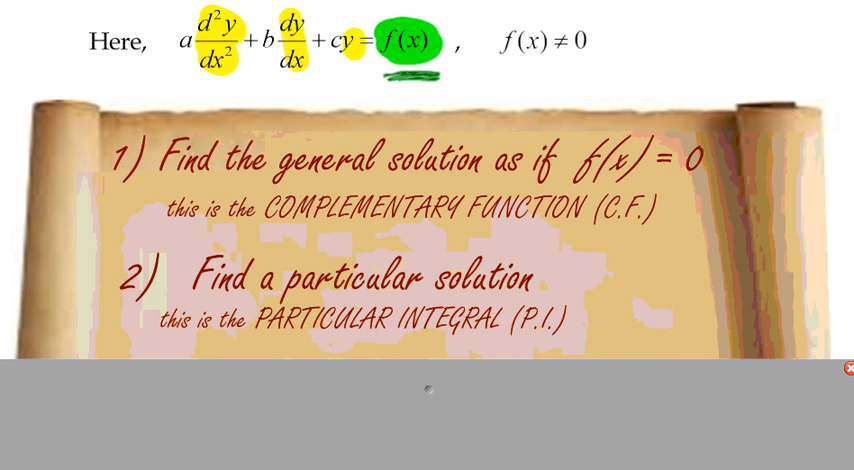 Here, a d²y/dx² + b dy/dx + cy = f(x) , f(x) ≠ 0
1) Find the general solution as if f(x) = 0
this is the COMPLEMENTARY FUNCTION (C.F.)
2) Find a particular solution
this is the PARTICULAR INTEGRAL (P.I.)